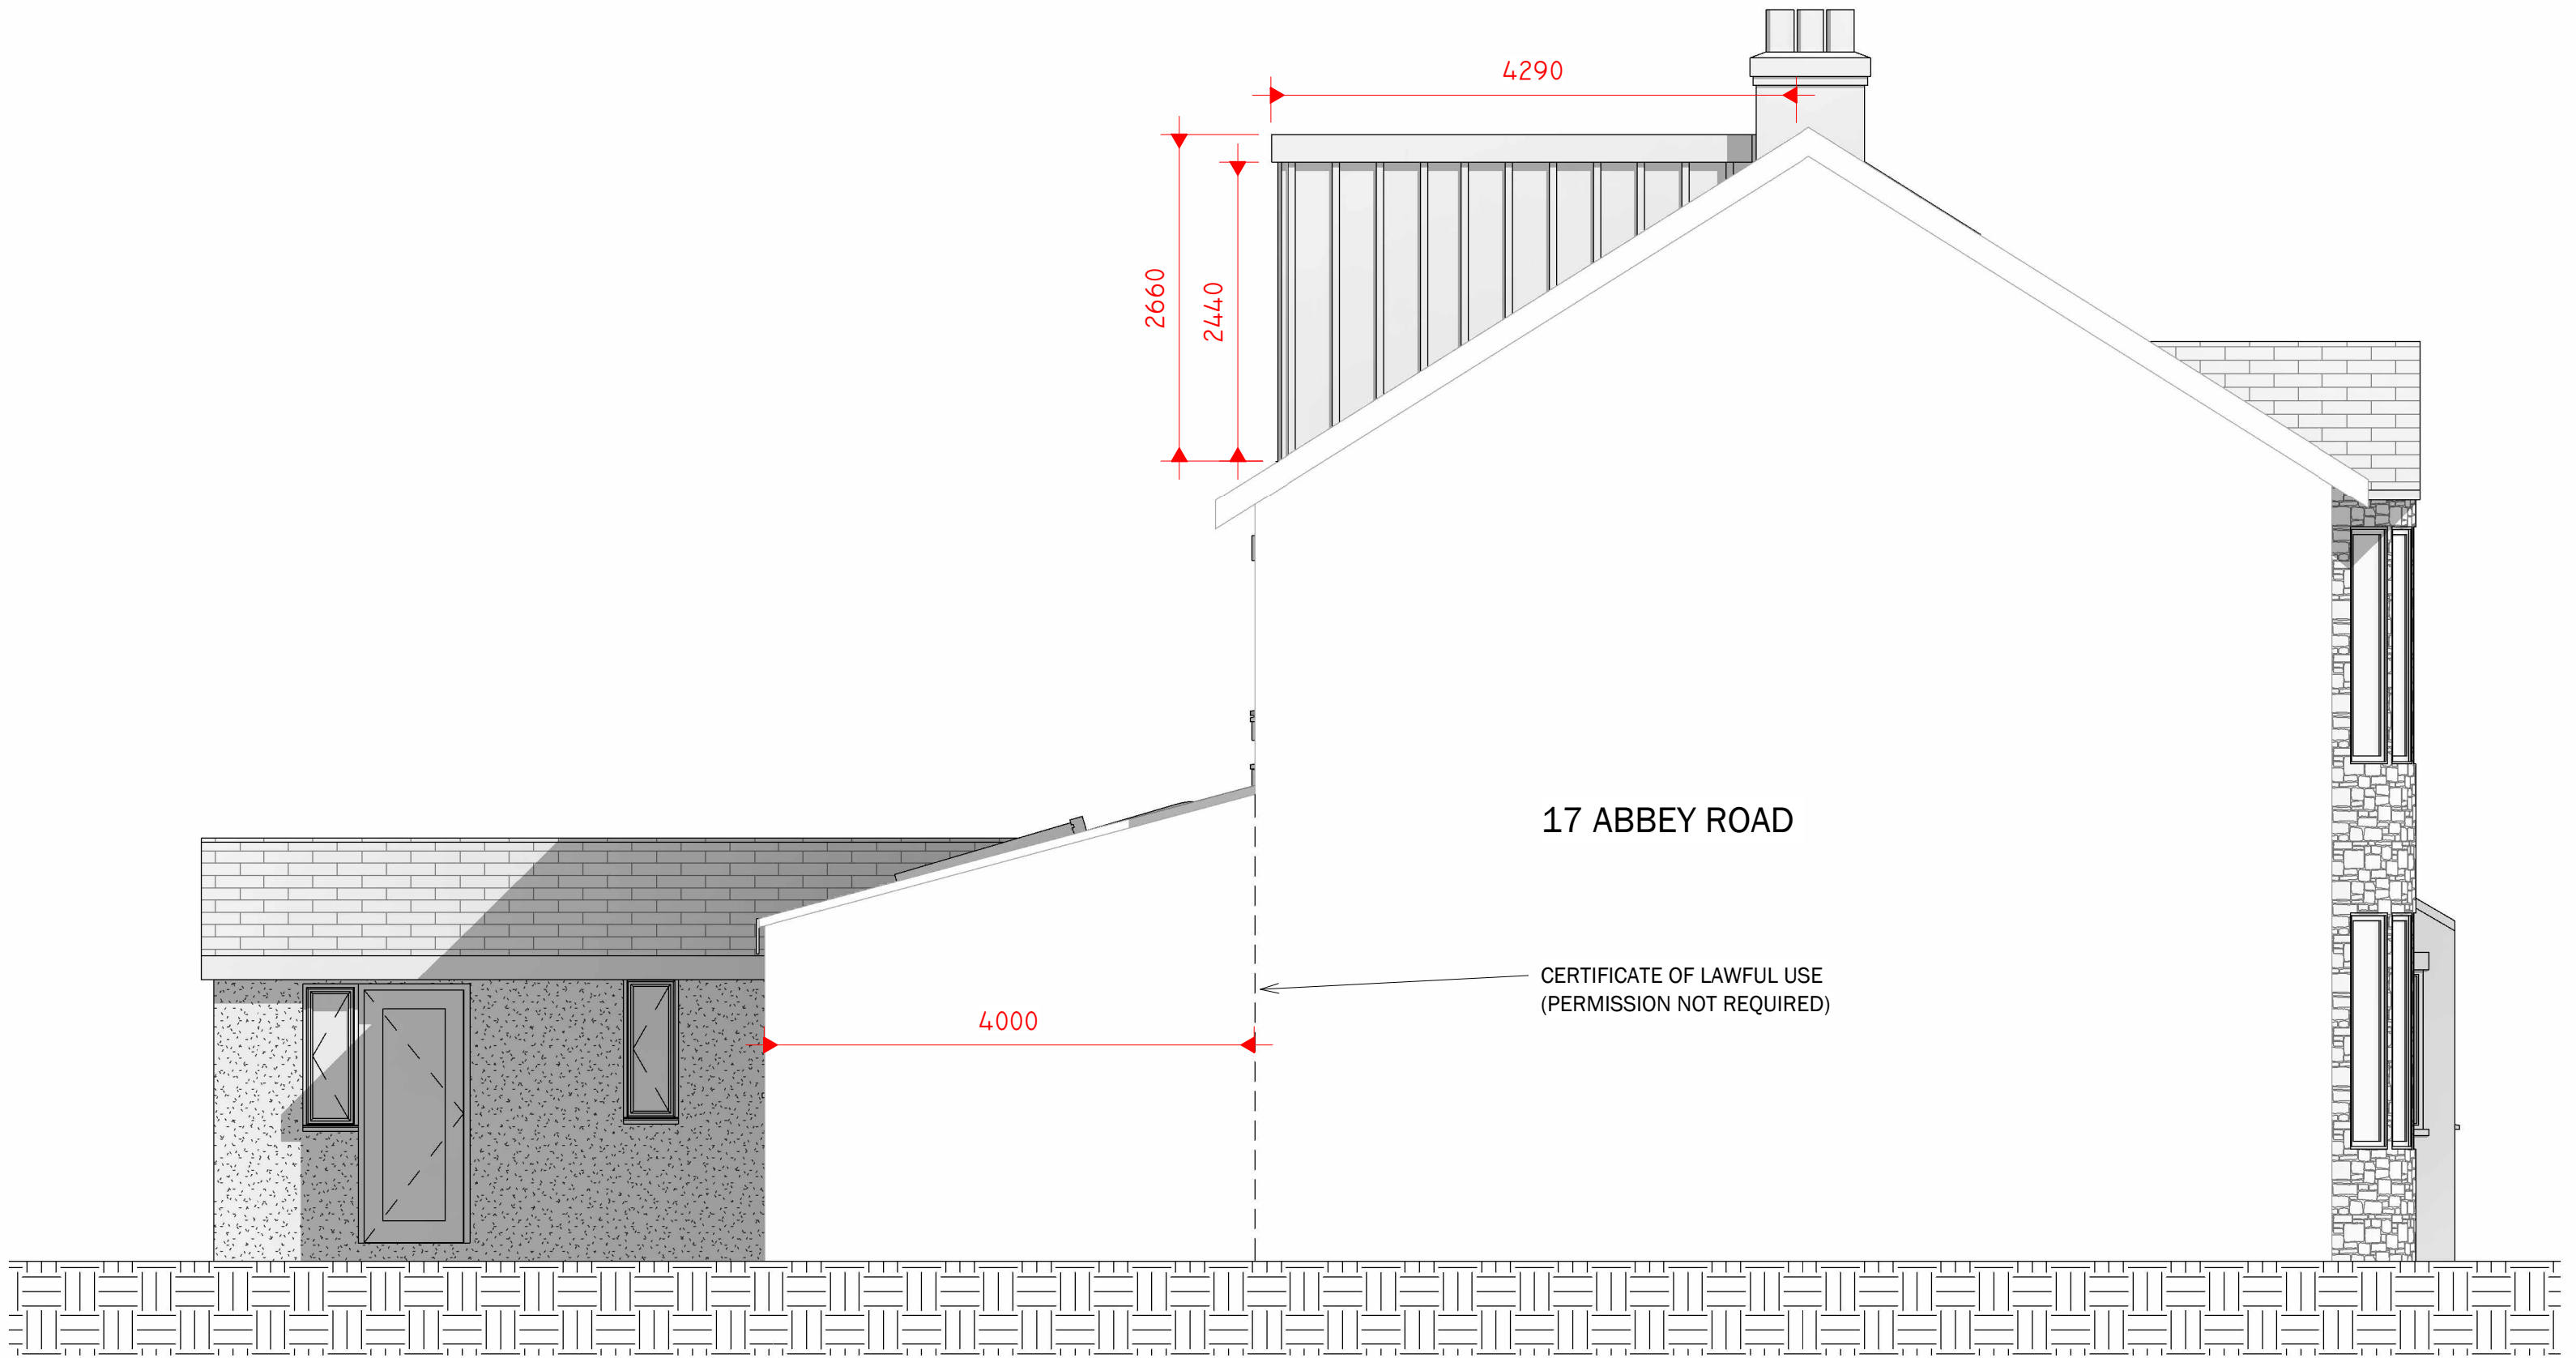 4290
2660
2440
17 ABBEY ROAD
CERTIFICATE OF LAWFUL USE
(PERMISSION NOT REQUIRED)
4000